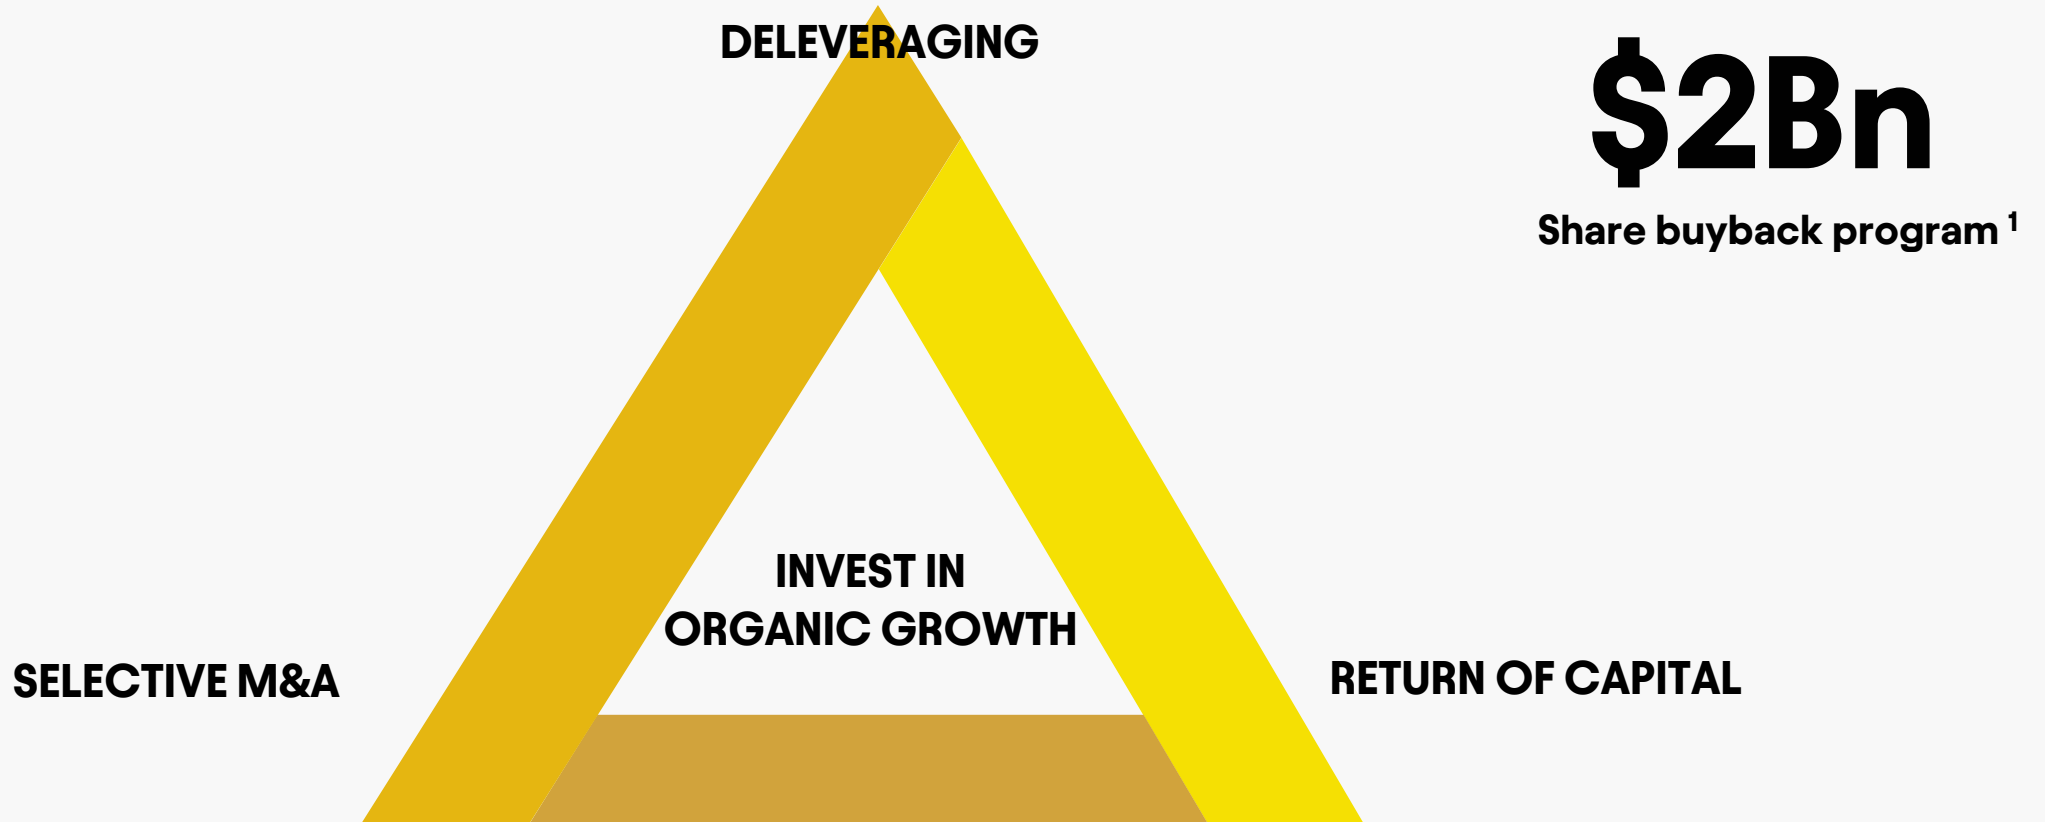 DELEVERAGING
$2Bn
Share buyback program ¹
INVEST IN
ORGANIC GROWTH
SELECTIVE M&A
RETURN OF CAPITAL